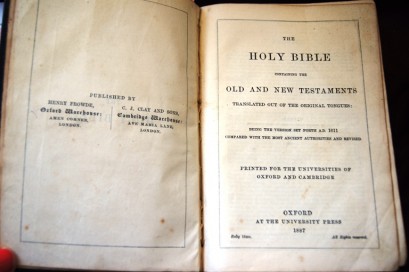 PUBLISHED BY
HENRY FROWDE,
Oxford Warehouse:
AMEN CORNER,
LONDON.
C. J. CLAY AND SONS,
Cambridge Warehouse:
AVE MARIA LANE,
LONDON.
THE
HOLY BIBLE
CONTAINING THE
OLD AND NEW TESTAMENTS
TRANSLATED OUT OF THE ORIGINAL TONGUES:
BEING THE VERSION SET FORTH A.D. 1611
COMPARED WITH THE MOST ANCIENT AUTHORITIES AND REVISED
PRINTED FOR THE UNIVERSITIES OF
OXFORD AND CAMBRIDGE
OXFORD
AT THE UNIVERSITY PRESS
Ruby 16mo.
All Rights reserved.